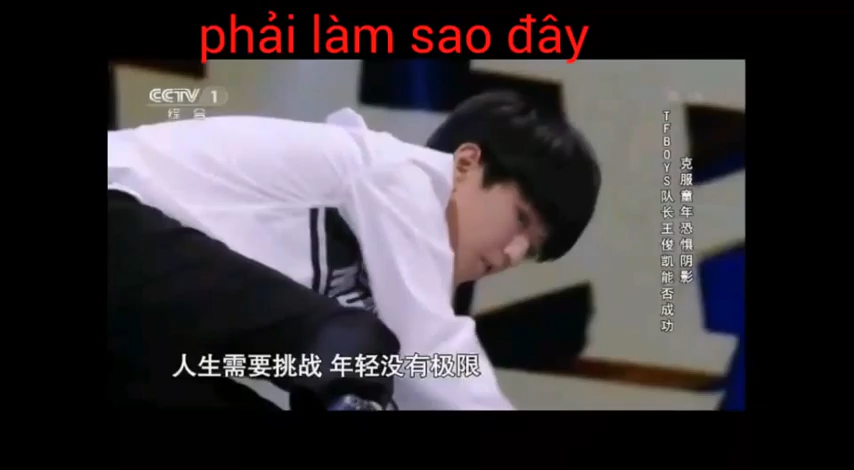 phải làm sao đây
CCTV 1
综合
克服童年恐惧阴影
TFBOYS队长王俊凯能否成功
人生需要挑战 年轻没有极限